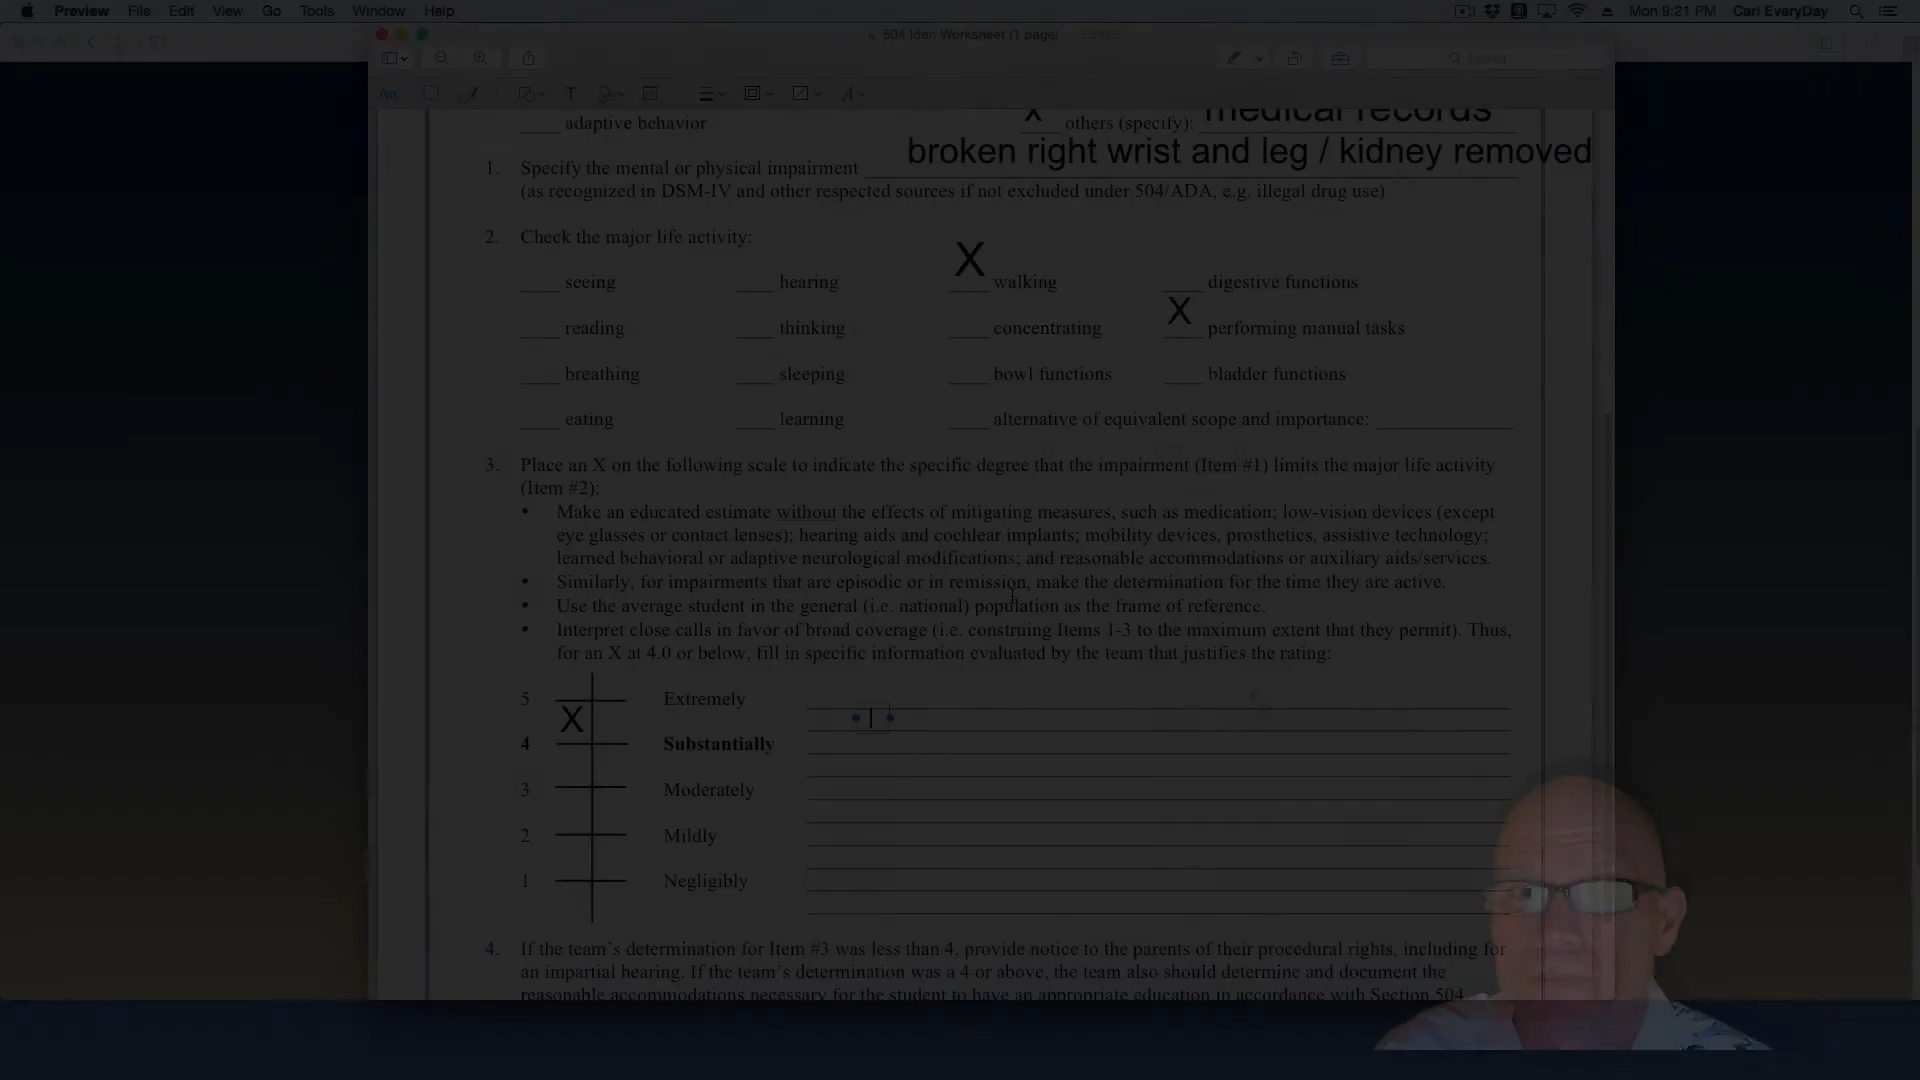 Preview File Edit View Go Tools Window Help Mon 9:21 PM Carl EveryDay
504 Iden Worksheet (1 page) — Edited
Search
adaptive behavior X others (specify): medical records
broken right wrist and leg / kidney removed
1. Specify the mental or physical impairment
(as recognized in DSM-IV and other respected sources if not excluded under 504/ADA, e.g. illegal drug use)
2. Check the major life activity:
seeing hearing X walking digestive functions
reading thinking concentrating X performing manual tasks
breathing sleeping bowl functions bladder functions
eating learning alternative of equivalent scope and importance:
3. Place an X on the following scale to indicate the specific degree that the impairment (Item #1) limits the major life activity
(Item #2):
• Make an educated estimate without the effects of mitigating measures, such as medication; low-vision devices (except
eye glasses or contact lenses); hearing aids and cochlear implants; mobility devices, prosthetics, assistive technology;
learned behavioral or adaptive neurological modifications; and reasonable accommodations or auxiliary aids/services.
• Similarly, for impairments that are episodic or in remission, make the determination for the time they are active.
• Use the average student in the general (i.e. national) population as the frame of reference.
• Interpret close calls in favor of broad coverage (i.e. construing Items 1-3 to the maximum extent that they permit). Thus,
for an X at 4.0 or below, fill in specific information evaluated by the team that justifies the rating:
5 Extremely
X
4 Substantially
3 Moderately
2 Mildly
1 Negligibly
4. If the team's determination for Item #3 was less than 4, provide notice to the parents of their procedural rights, including for
an impartial hearing. If the team's determination was a 4 or above, the team also should determine and document the
reasonable accommodations necessary for the student to have an appropriate education in accordance with Section 504.